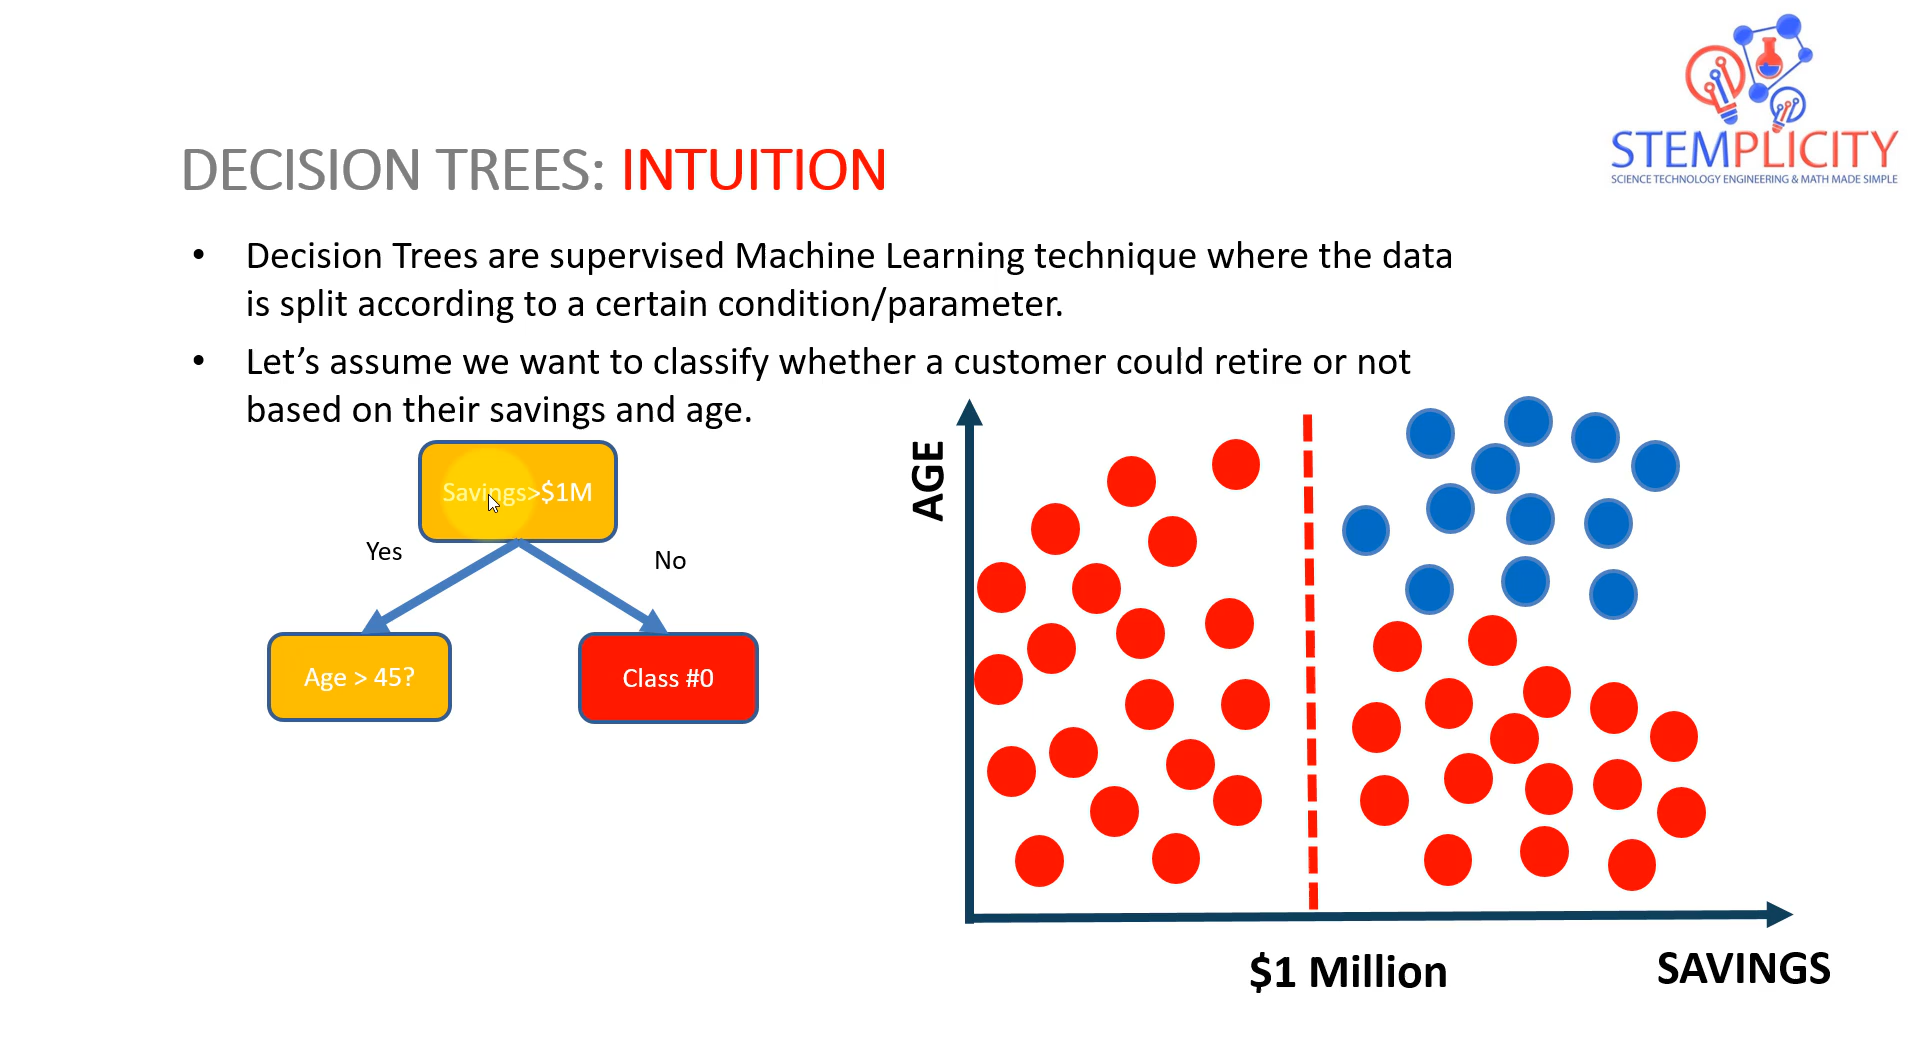 STEMPLICITY
SCIENCE TECHNOLOGY ENGINEERING & MATH MADE SIMPLE
DECISION TREES: INTUITION
• Decision Trees are supervised Machine Learning technique where the data
is split according to a certain condition/parameter.
• Let’s assume we want to classify whether a customer could retire or not
based on their savings and age.
Savings>$1M
Yes
No
Age > 45?
Class #0
AGE
$1 Million
SAVINGS